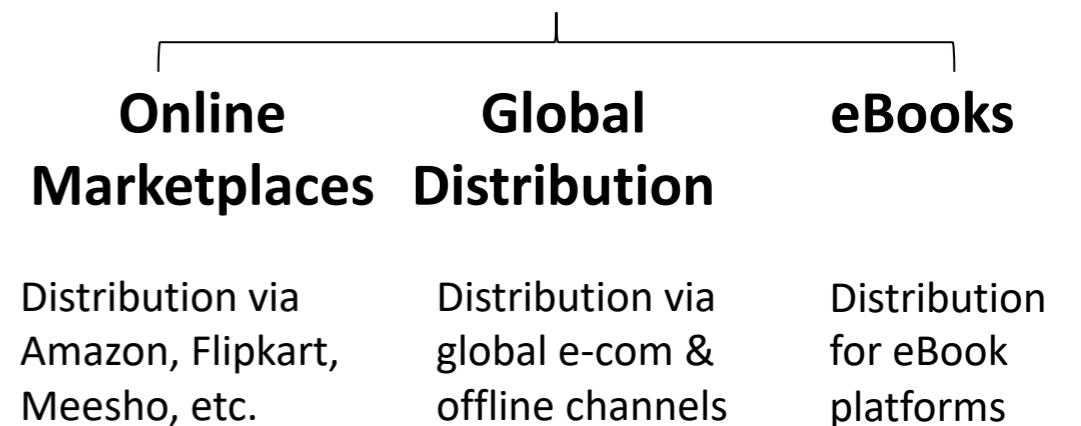 Online
Marketplaces
Distribution via
Amazon, Flipkart,
Meesho, etc.
Global
Distribution
Distribution via
global e-com &
offline channels
eBooks
Distribution
for eBook
platforms